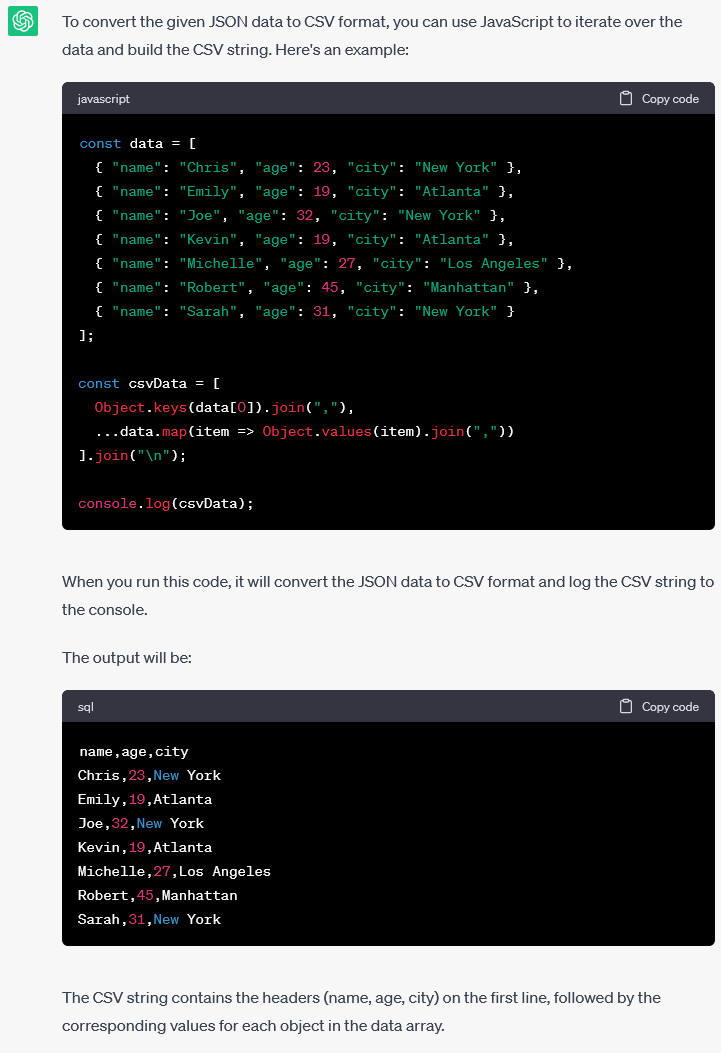 To convert the given JSON data to CSV format, you can use JavaScript to iterate over the
data and build the CSV string. Here's an example:
javascript Copy code
const data = [
  { "name": "Chris", "age": 23, "city": "New York" },
  { "name": "Emily", "age": 19, "city": "Atlanta" },
  { "name": "Joe", "age": 32, "city": "New York" },
  { "name": "Kevin", "age": 19, "city": "Atlanta" },
  { "name": "Michelle", "age": 27, "city": "Los Angeles" },
  { "name": "Robert", "age": 45, "city": "Manhattan" },
  { "name": "Sarah", "age": 31, "city": "New York" }
];
const csvData = [
  Object.keys(data[0]).join(","),
  ...data.map(item => Object.values(item).join(","))
].join("\n");
console.log(csvData);
When you run this code, it will convert the JSON data to CSV format and log the CSV string to
the console.
The output will be:
sql Copy code
name,age,city
Chris,23,New York
Emily,19,Atlanta
Joe,32,New York
Kevin,19,Atlanta
Michelle,27,Los Angeles
Robert,45,Manhattan
Sarah,31,New York
The CSV string contains the headers (name, age, city) on the first line, followed by the
corresponding values for each object in the data array.